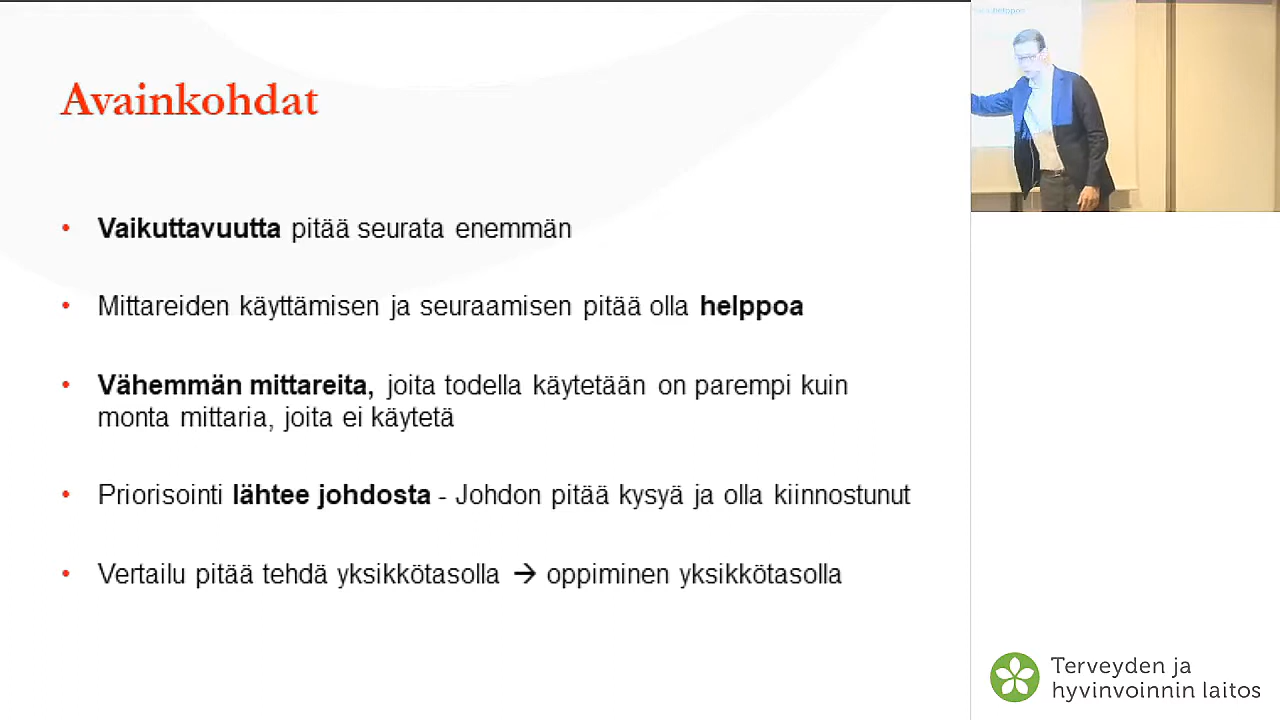 Avainkohdat
• Vaikuttavuutta pitää seurata enemmän
• Mittareiden käyttämisen ja seuraamisen pitää olla helppoa
• Vähemmän mittareita, joita todella käytetään on parempi kuin
monta mittaria, joita ei käytetä
• Priorisointi lähtee johdosta - Johdon pitää kysyä ja olla kiinnostunut
• Vertailu pitää tehdä yksikkötasolla → oppiminen yksikkötasolla
Terveyden ja
hyvinvoinnin laitos